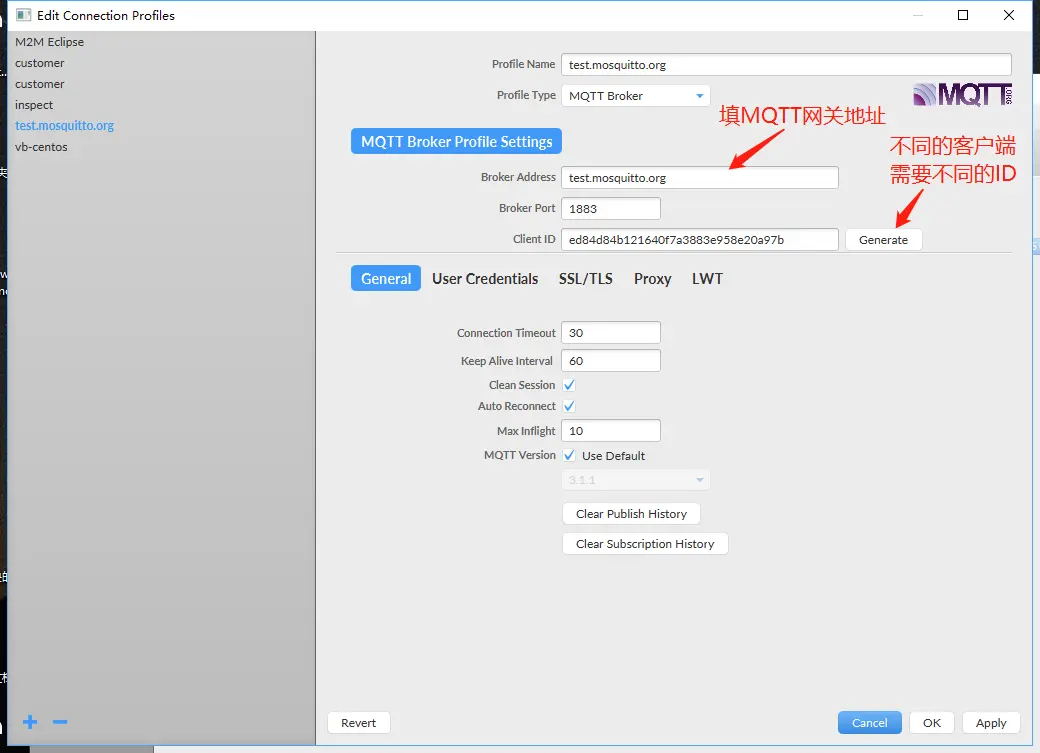 Edit Connection Profiles
M2M Eclipse
customer
customer
inspect
test.mosquitto.org
vb-centos
Profile Name test.mosquitto.org
Profile Type MQTT Broker
MQTT.ORG
填MQTT网关地址
不同的客户端
需要不同的ID
MQTT Broker Profile Settings
Broker Address test.mosquitto.org
Broker Port 1883
Client ID ed84d84b121640f7a3883e958e20a97b Generate
General User Credentials SSL/TLS Proxy LWT
Connection Timeout 30
Keep Alive Interval 60
Clean Session
Auto Reconnect
Max Inflight 10
MQTT Version Use Default
3.1.1
Clear Publish History
Clear Subscription History
Revert Cancel OK Apply